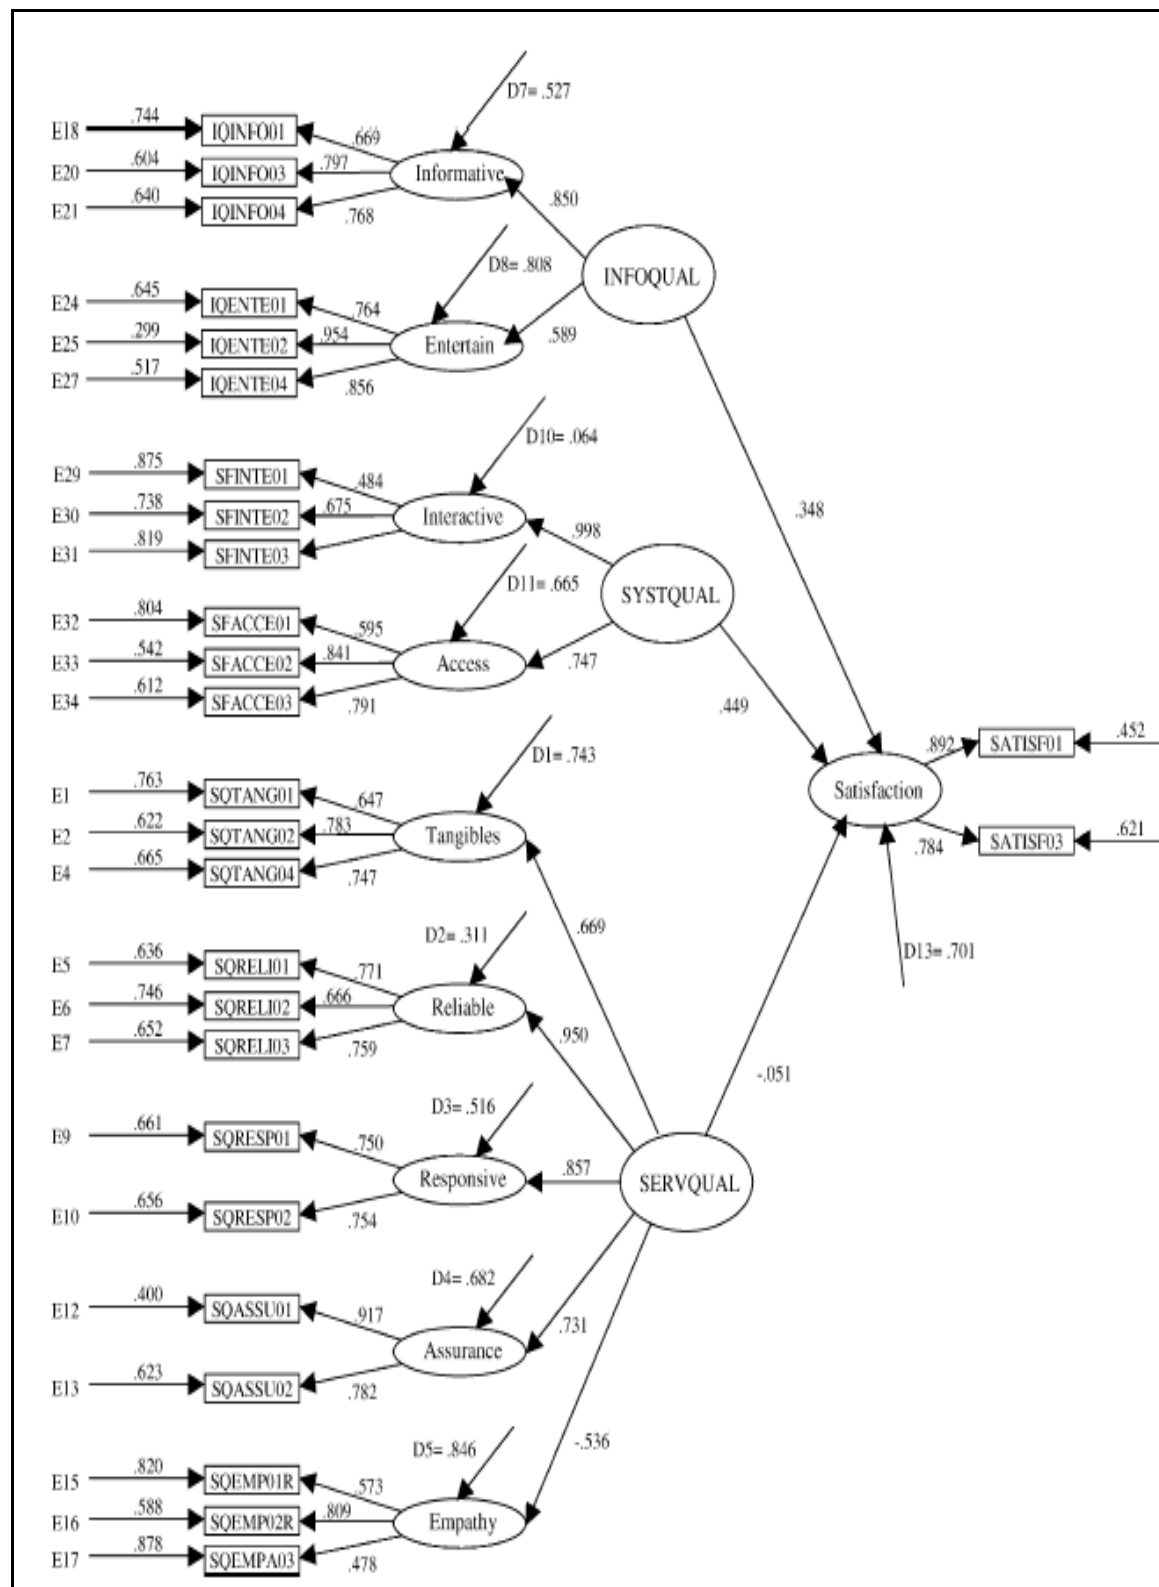 D7= .527
E18 .744 IQINFO01 .669
E20 .604 IQINFO03 .797 Informative
E21 .640 IQINFO04 .768
.850
INFOQUAL
D8= .808
E24 .645 IQENTE01 .764
E25 .299 IQENTE02 .954 Entertain
E27 .517 IQENTE04 .856
.589
.348
D10= .064
E29 .875 SFINTE01 .484
E30 .738 SFINTE02 .675 Interactive
E31 .819 SFINTE03
.998
SYSTQUAL
D11= .665
E32 .804 SFACCE01 .595
E33 .542 SFACCE02 .841 Access
E34 .612 SFACCE03 .791
.747
.449
D1= .743
E1 .763 SQTANG01 .647
E2 .622 SQTANG02 .783 Tangibles
E4 .665 SQTANG04 .747
.669
Satisfaction
.892 SATISF01 .452
.784 SATISF03 .621
D13= .701
D2= .311
E5 .636 SQRELI01 .771
E6 .746 SQRELI02 .666 Reliable
E7 .652 SQRELI03 .759
.950
-.051
D3= .516
E9 .661 SQRESP01 .750
Responsive .857 SERVQUAL
E10 .656 SQRESP02 .754
D4= .682
E12 .400 SQASSU01 .917
Assurance .731
E13 .623 SQASSU02 .782
D5= .846
-.536
E15 .820 SQEMP01R .573
E16 .588 SQEMP02R .809 Empathy
E17 .878 SQEMPA03 .478